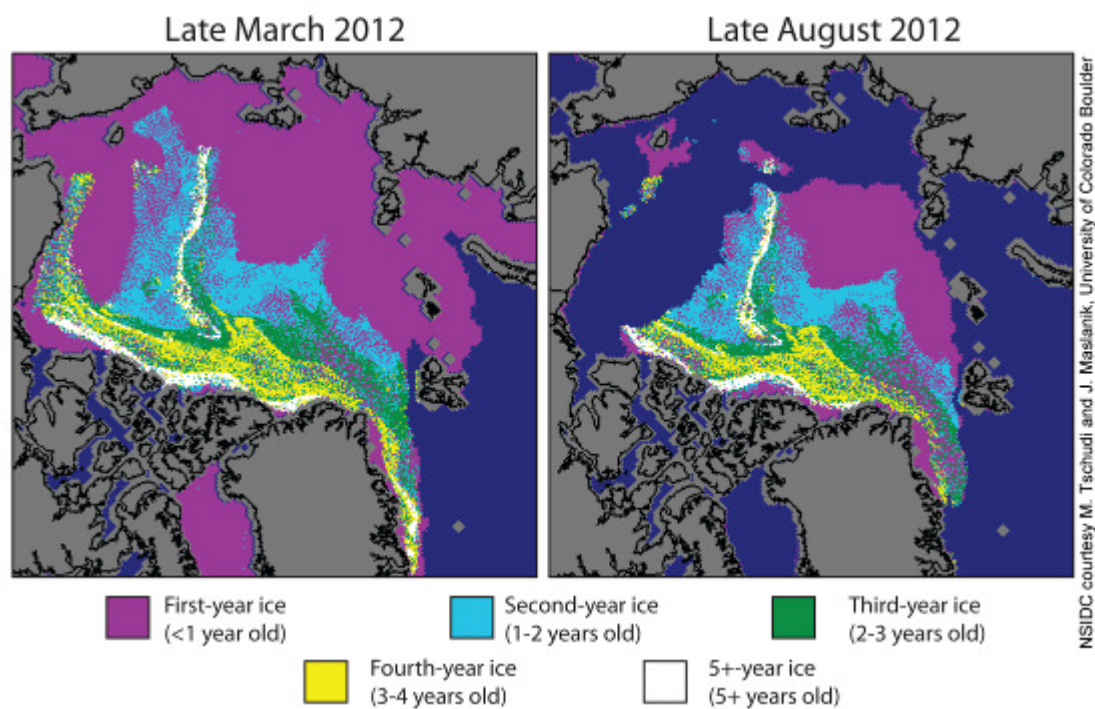 Late March 2012
Late August 2012
NSIDC courtesy M. Tschudi and J. Maslanik, University of Colorado Boulder
First-year ice
(<1 year old)
Second-year ice
(1-2 years old)
Third-year ice
(2-3 years old)
Fourth-year ice
(3-4 years old)
5+-year ice
(5+ years old)